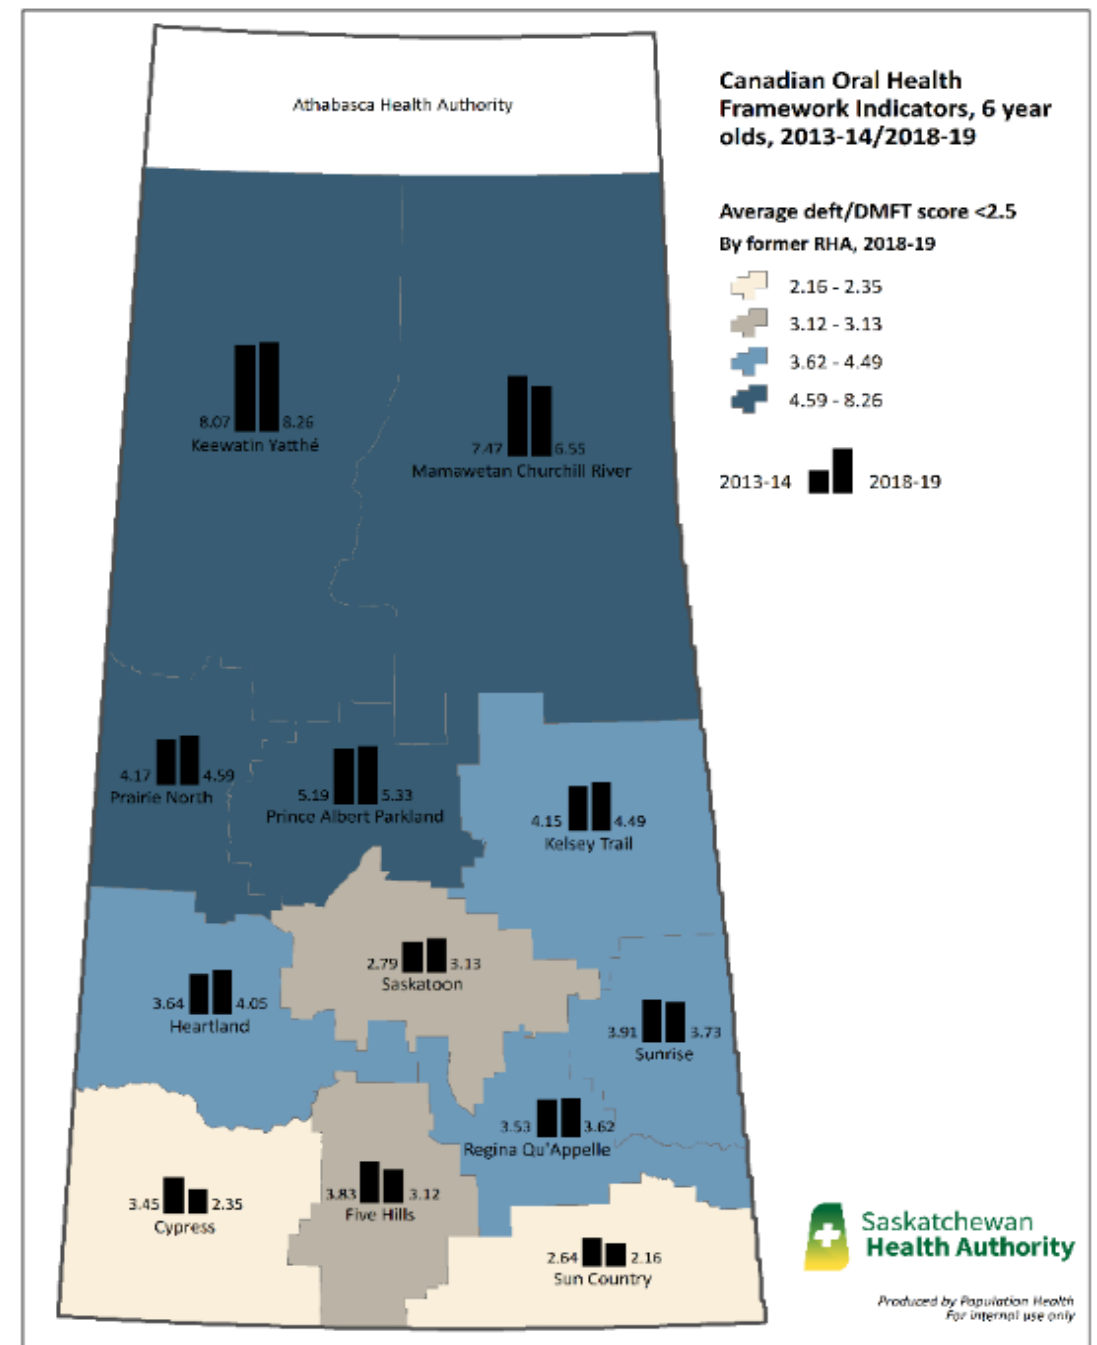 Athabasca Health Authority
Canadian Oral Health
Framework Indicators, 6 year
olds, 2013-14/2018-19
Average deft/DMFT score <2.5
By former RHA, 2018-19
2.16 - 2.35
3.12 - 3.13
3.62 - 4.49
4.59 - 8.26
2013-14 2018-19
8.07 8.26
Keewatin Yatthé
7.47 6.55
Mamawetan Churchill River
4.17 4.59
Prairie North
5.19 5.33
Prince Albert Parkland
4.15 4.49
Kelsey Trail
2.79 3.13
Saskatoon
3.64 4.05
Heartland
3.91 3.73
Sunrise
3.53 3.62
Regina Qu'Appelle
3.45 2.35
Cypress
3.83 3.12
Five Hills
2.64 2.16
Sun Country
Saskatchewan
Health Authority
Produced by Population Health
For internal use only